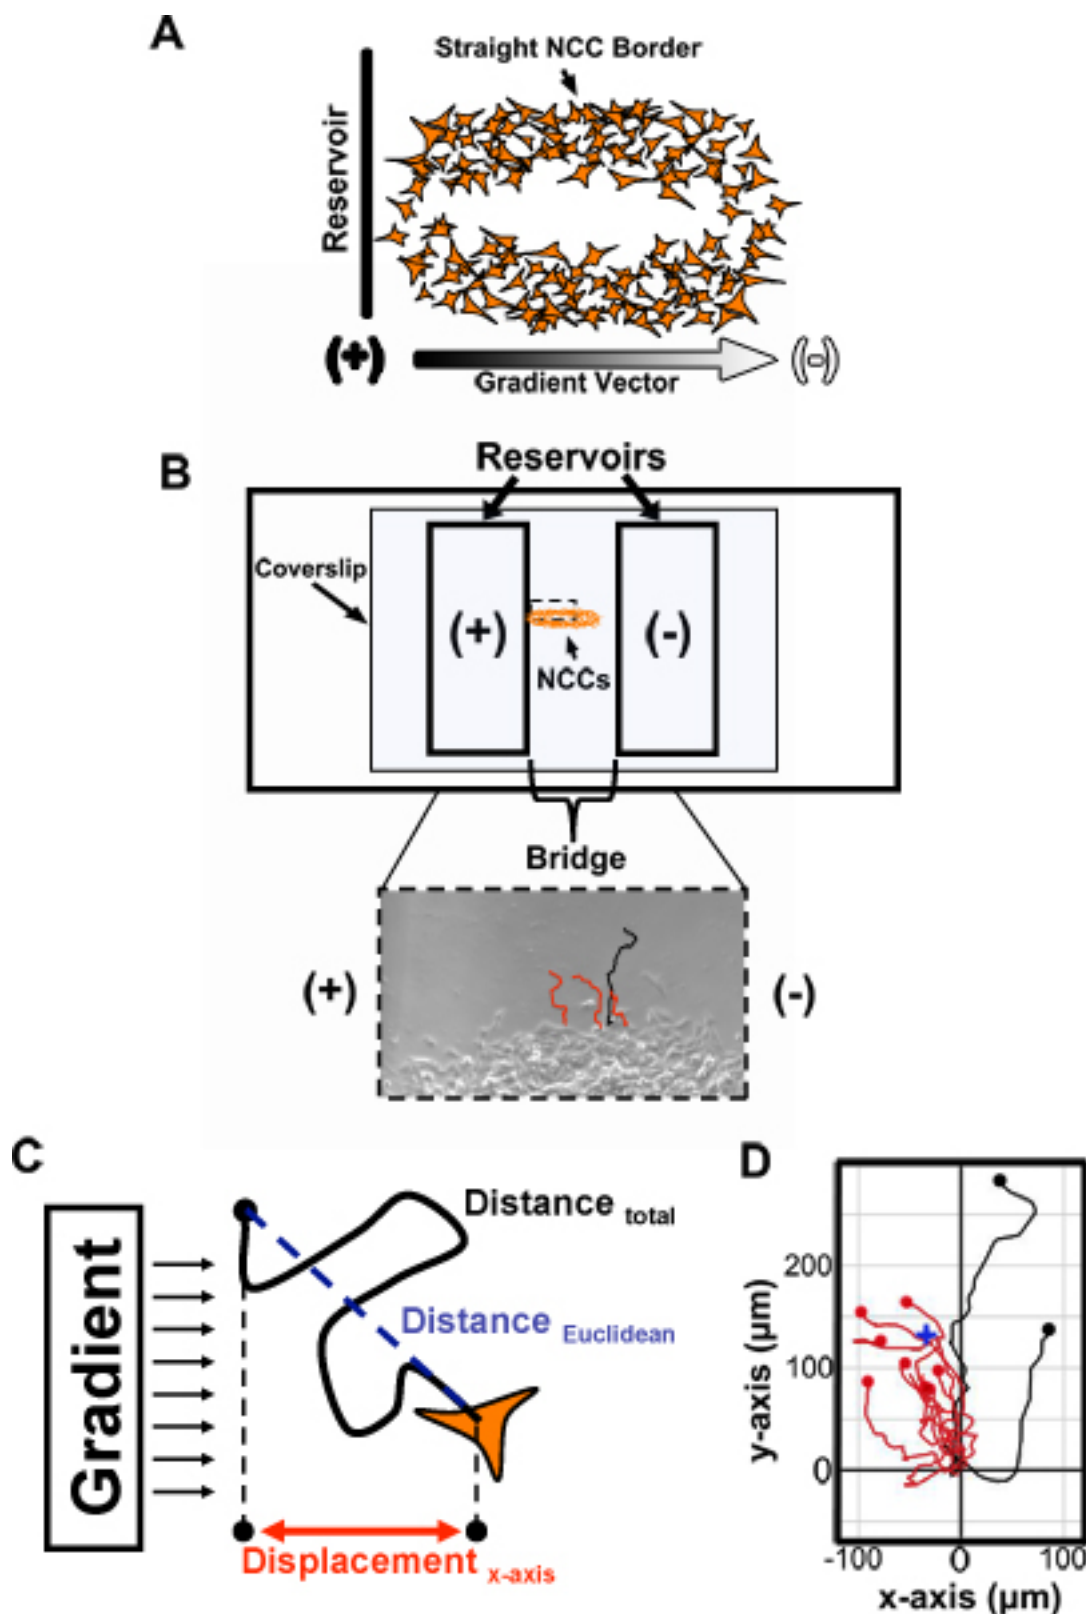 A
Straight NCC Border
Reservoir
(+)
(-)
Gradient Vector
B
Reservoirs
Coverslip
(+)
(-)
NCCs
Bridge
(+)
(-)
C
Gradient
Distance total
Distance Euclidean
Displacement x-axis
D
y-axis (µm)
200
100
0
-100
0
100
x-axis (µm)